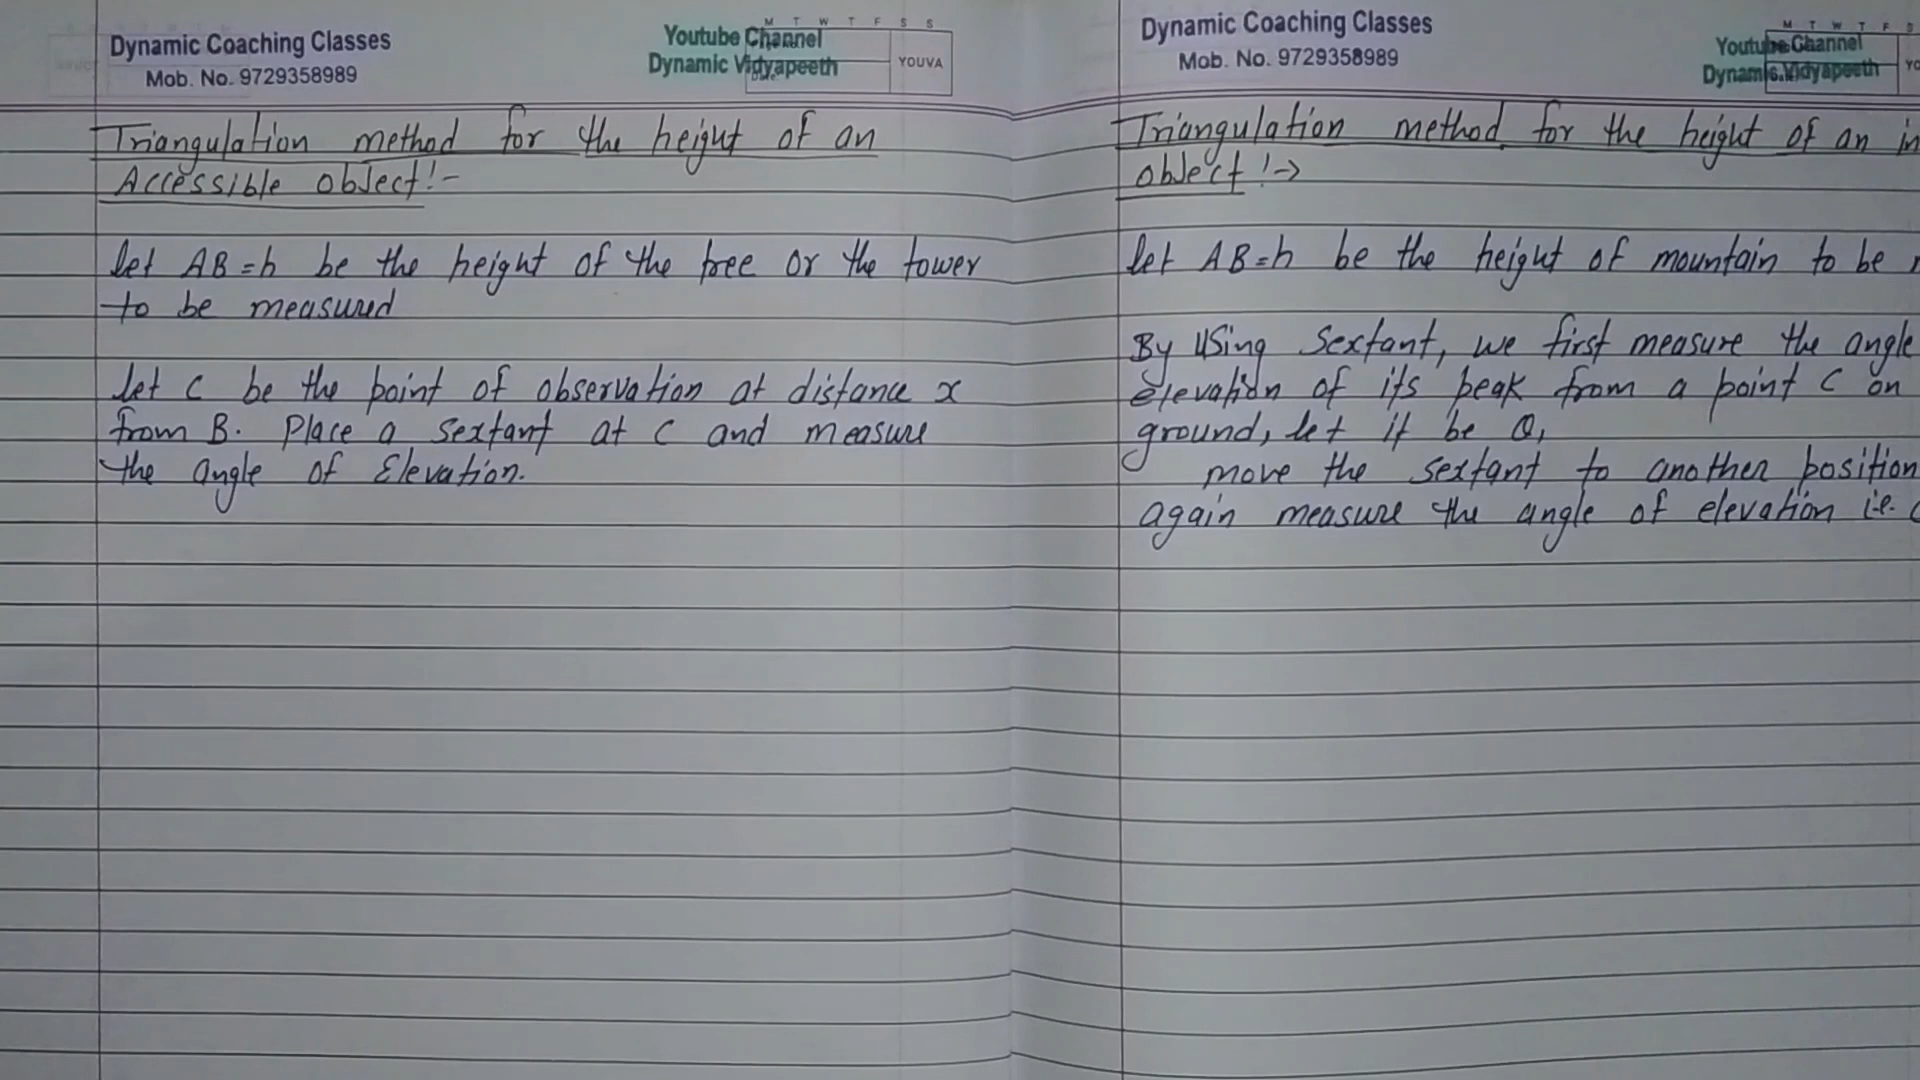 Dynamic Coaching Classes
Mob. No. 9729358989
Youtube Channel
Dynamic Vidyapeeth
M T W T F S S
YOUVA
Triangulation method for the height of an
Accessible object:-
let AB=h be the height of the tree or the tower
to be measured
let C be the point of observation at distance x
from B. Place a sextant at C and measure
the angle of Elevation.
Dynamic Coaching Classes
Mob. No. 9729358989
M T W T F S
Youtube Channel
Dynamic Vidyapeeth
YO
Triangulation method for the height of an in
object:→
let AB=h be the height of mountain to be
By using Sextant, we first measure the angle
elevation of its peak from a point C on
ground, let it be θ,
move the sextant to another position
again measure the angle of elevation i.e.